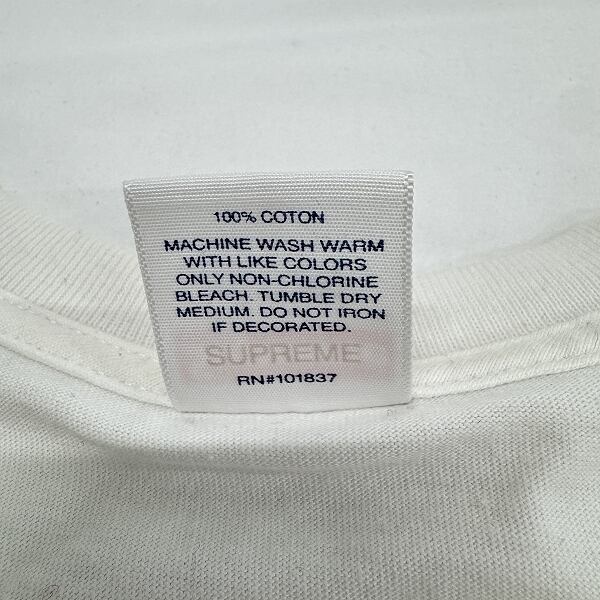 100% COTON
MACHINE WASH WARM
WITH LIKE COLORS
ONLY NON-CHLORINE
BLEACH. TUMBLE DRY
MEDIUM. DO NOT IRON
IF DECORATED.
SUPREME
RN#101837